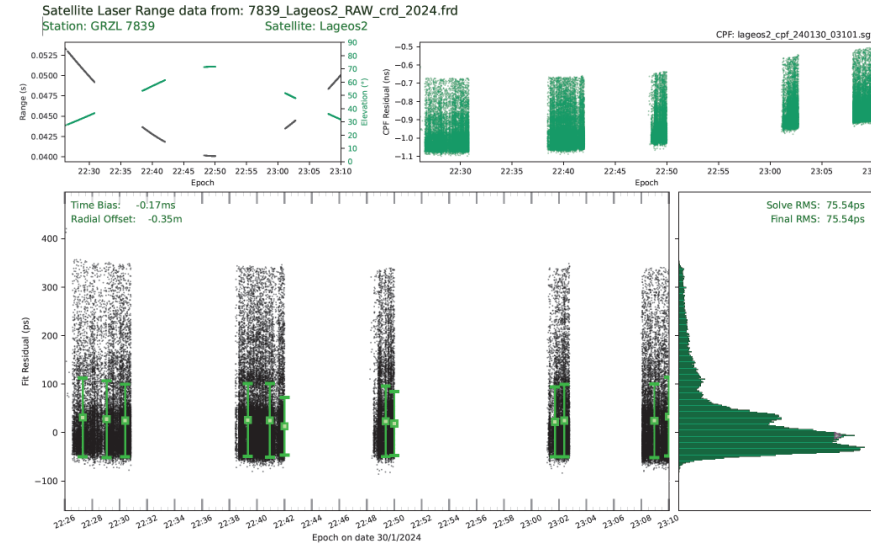 Satellite Laser Range data from: 7839_Lageos2_RAW_crd_2024.frd
Station: GRZL 7839 Satellite: Lageos2
CPF: lageos2_cpf_240130_03101.sg
0.0525
0.0500
0.0475
0.0450
0.0425
0.0400
Range (s)
90
80
70
60
50
40
30
20
10
0
Elevation (°)
22:30 22:35 22:40 22:45 22:50 22:55 23:00 23:05 23:10
Epoch
−0.5
−0.6
−0.7
−0.8
−0.9
−1.0
−1.1
CPF Residual (ns)
22:30 22:35 22:40 22:45 22:50 22:55 23:00 23:05
Epoch
Time Bias: -0.17ms
Radial Offset: -0.35m
Solve RMS: 75.54ps
Final RMS: 75.54ps
400
300
200
100
0
−100
Fit Residual (ps)
22:26 22:28 22:30 22:32 22:34 22:36 22:38 22:40 22:42 22:44 22:46 22:48 22:50 22:52 22:54 22:56 22:58 23:00 23:02 23:04 23:06 23:08 23:10
Epoch on date 30/1/2024